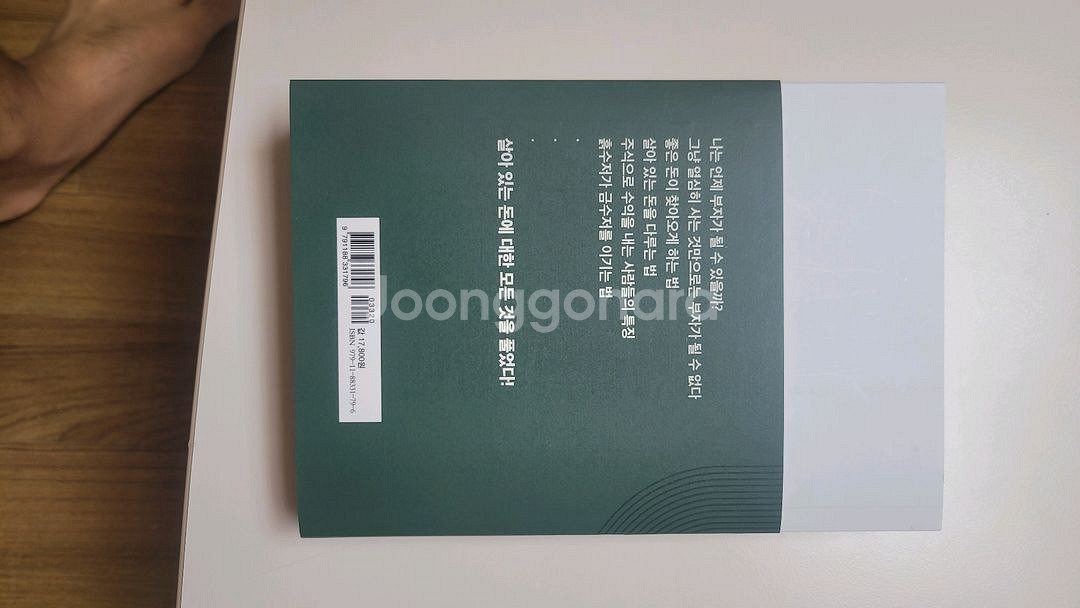 나는 언제 부자가 될 수 있을까?
그냥 열심히 사는 것만으로는 부자가 될 수 없다
좋은 돈이 찾아오게 하는 법
살아 있는 돈을 다루는 법
주식으로 수익을 내는 사람들의 특징
흙수저가 금수저를 이기는 법
·
·
·
살아 있는 돈에 대한 모든 것을 풀었다!
03320
9 791188 331796
값 17,800원
ISBN 979-11-88331-79-6
Joonggonara